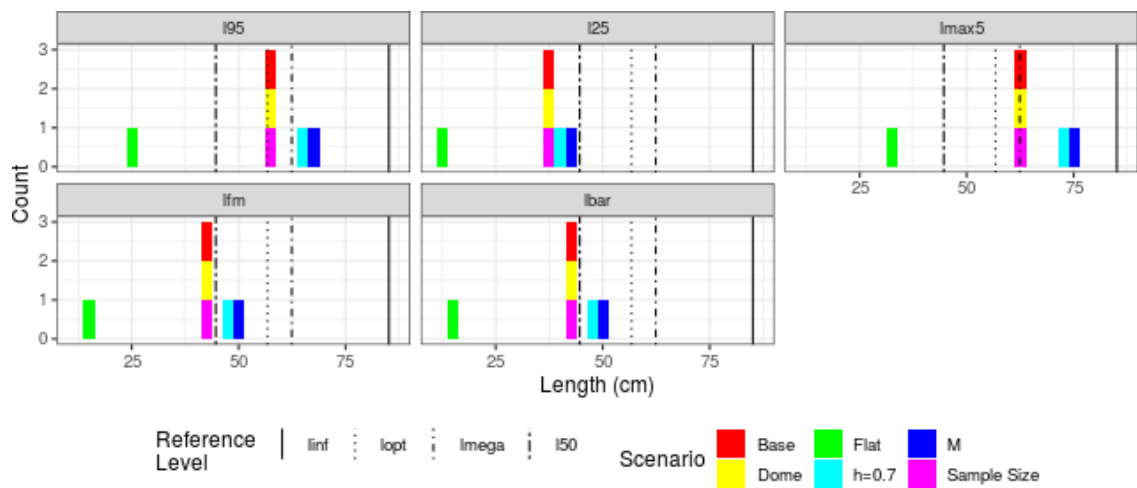 l95
l25
lmax5
3
2
1
0
Count
25
50
75
lfm
lbar
3
2
1
0
25
50
75
25
50
75
Length (cm)
Reference
Level
linf
lopt
lmega
l50
Scenario
Base
Flat
M
Dome
h=0.7
Sample Size